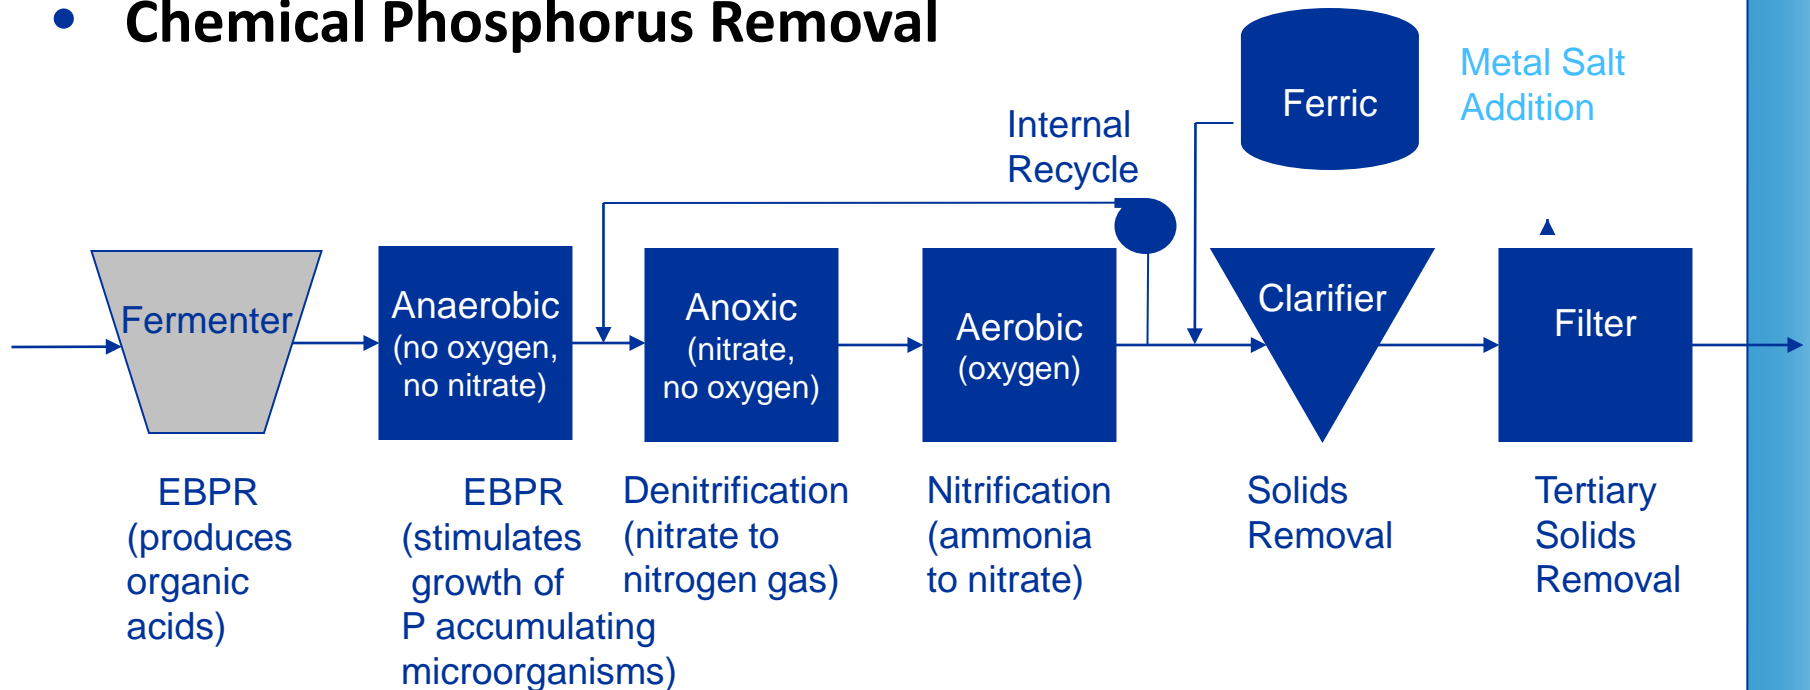 • Chemical Phosphorus Removal
Metal Salt
Addition
Ferric
Internal
Recycle
Fermenter
Anaerobic
(no oxygen,
no nitrate)
Anoxic
(nitrate,
no oxygen)
Aerobic
(oxygen)
Clarifier
Filter
EBPR
(produces
organic
acids)
EBPR
(stimulates
growth of
P accumulating
microorganisms)
Denitrification
(nitrate to
nitrogen gas)
Nitrification
(ammonia
to nitrate)
Solids
Removal
Tertiary
Solids
Removal